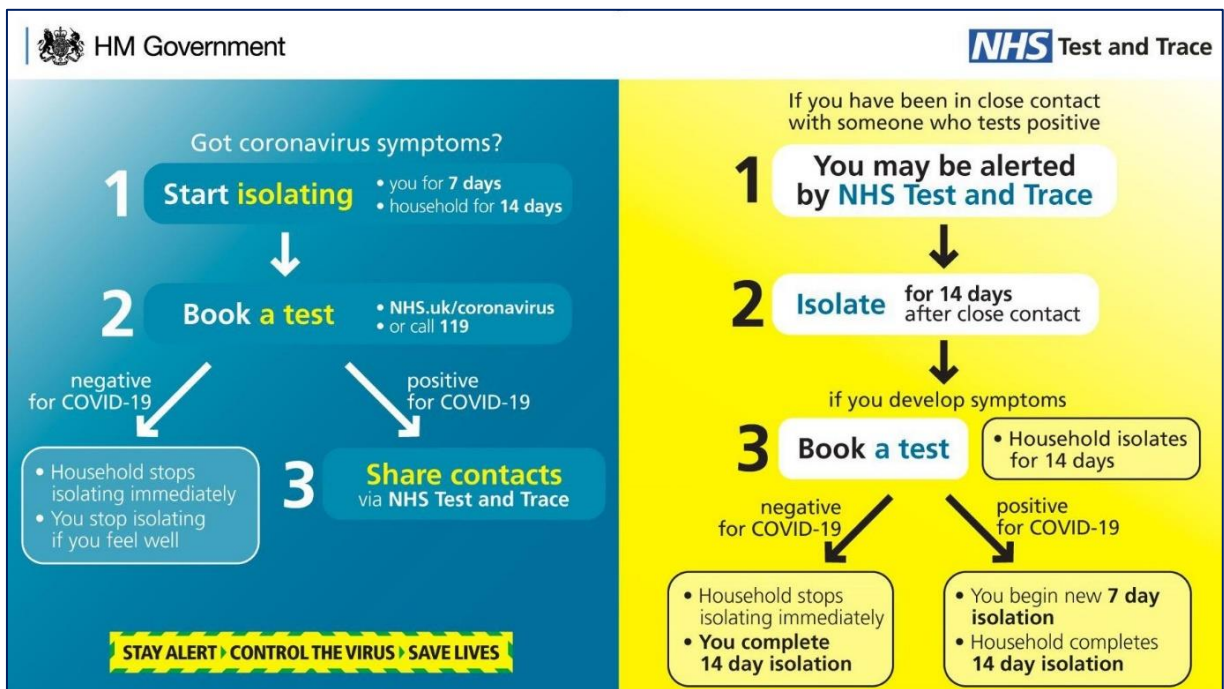 HM Government
NHS Test and Trace
Got coronavirus symptoms?
1
Start isolating
• you for 7 days
• household for 14 days
2
Book a test
• NHS.uk/coronavirus
• or call 119
negative
for COVID-19
positive
for COVID-19
• Household stops
isolating immediately
• You stop isolating
if you feel well
3
Share contacts
via NHS Test and Trace
STAY ALERT CONTROL THE VIRUS SAVE LIVES
If you have been in close contact
with someone who tests positive
1
You may be alerted
by NHS Test and Trace
2
Isolate
for 14 days
after close contact
if you develop symptoms
3
Book a test
• Household isolates
for 14 days
negative
for COVID-19
positive
for COVID-19
• Household stops
isolating immediately
• You complete
14 day isolation
• You begin new 7 day
isolation
• Household completes
14 day isolation